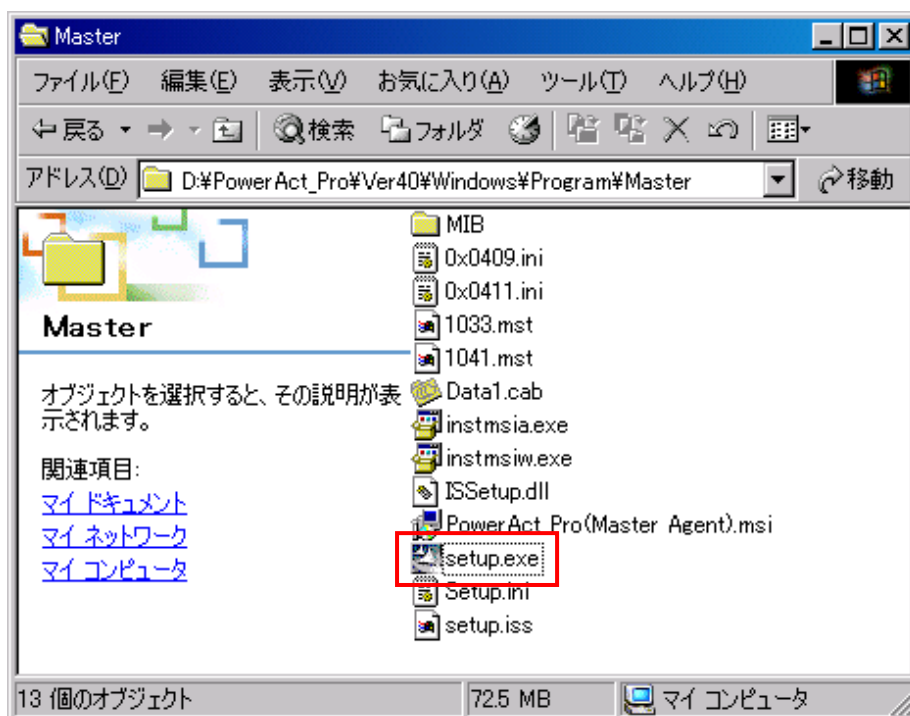 Master
ファイル(F) 編集(E) 表示(V) お気に入り(A) ツール(T) ヘルプ(H)
戻る 検索 フォルダ
アドレス(D) D:¥PowerAct_Pro¥Ver40¥Windows¥Program¥Master 移動
Master
オブジェクトを選択すると、その説明が表
示されます。
関連項目:
マイ ドキュメント
マイ ネットワーク
マイ コンピュータ
MIB
0x0409.ini
0x0411.ini
1033.mst
1041.mst
Data1.cab
instmsia.exe
instmsiw.exe
ISSetup.dll
PowerAct Pro(Master Agent).msi
setup.exe
Setup.ini
setup.iss
13 個のオブジェクト 72.5 MB マイ コンピュータ